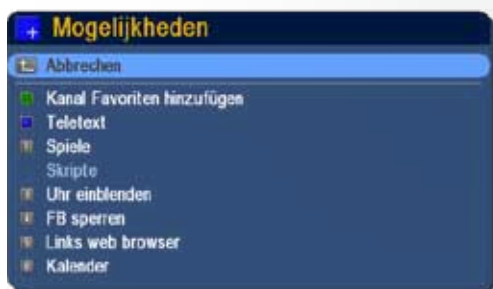 Mogelijkheden
Abbrechen
Kanal Favoriten hinzufügen
Teletext
Spiele
Skripte
Uhr einblenden
FB sperren
Links web browser
Kalender